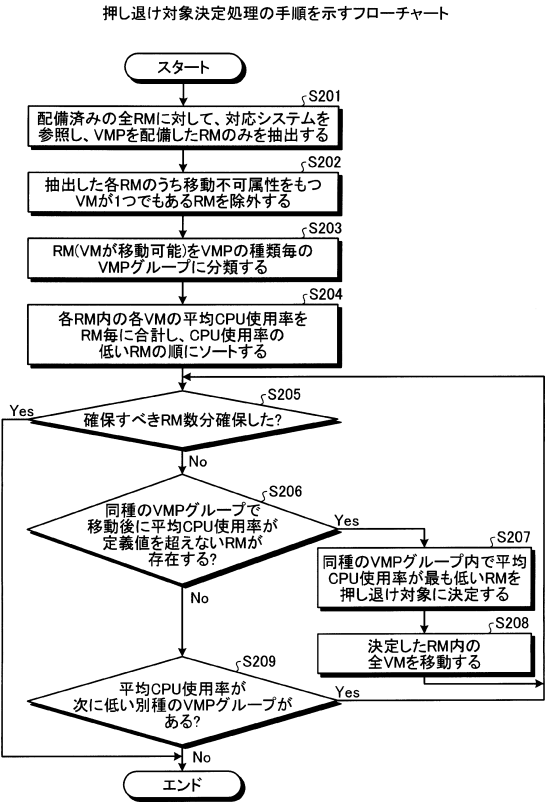 押し退け対象決定処理の手順を示すフローチャート
スタート
S201
配備済みの全RMに対して、対応システムを
参照し、VMPを配備したRMのみを抽出する
S202
抽出した各RMのうち移動不可属性をもつ
VMが1つでもあるRMを除外する
S203
RM(VMが移動可能)をVMPの種類毎の
VMPグループに分類する
S204
各RM内の各VMの平均CPU使用率を
RM毎に合計し、CPU使用率の
低いRMの順にソートする
S205
Yes
確保すべきRM数分確保した?
No
S206
同種のVMPグループで
移動後に平均CPU使用率が
定義値を超えないRMが
存在する?
Yes
No
S207
同種のVMPグループ内で平均
CPU使用率が最も低いRMを
押し退け対象に決定する
S208
決定したRM内の
全VMを移動する
S209
平均CPU使用率が
次に低い別種のVMPグループが
ある?
Yes
No
エンド